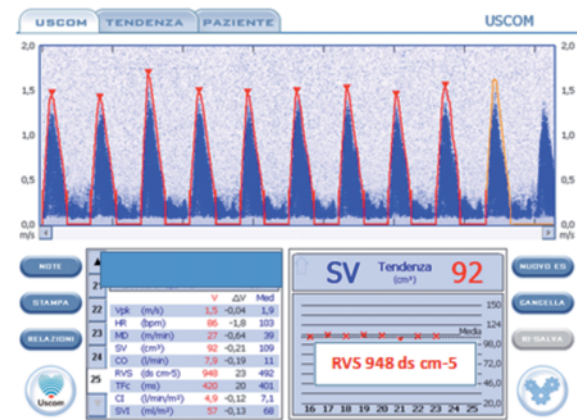 USCOM TENDENZA PAZIENTE USCOM
2,0 2,0
1,5 1,5
1,0 1,0
0,5 0,5
0,0 0,0
m/s m/s
NOTE
STAMPA
RELAZIONI
Uscom
21
22
23
24
25
V ΔV Med
Vpk (m/s) 1,5 -0,04 1,9
HR (bpm) 86 -1,8 103
MD (m/min) 27 -0,64 39
SV (cm³) 92 -0,21 109
CO (l/min) 7,9 -0,19 11
RVS (ds cm-5) 948 23 492
TFc (ms) 420 20 401
CI (l/min/m²) 4,9 -0,12 7,1
SVI (ml/m²) 57 -0,13 68
SV Tendenza (cm³) 92
150
124
Media
98,0
72,0
46,0
20,0
RVS 948 ds cm-5
16 17 18 19 20 21 22 23 24 25
NUOVO ES
CANCELLA
RI-SALVA